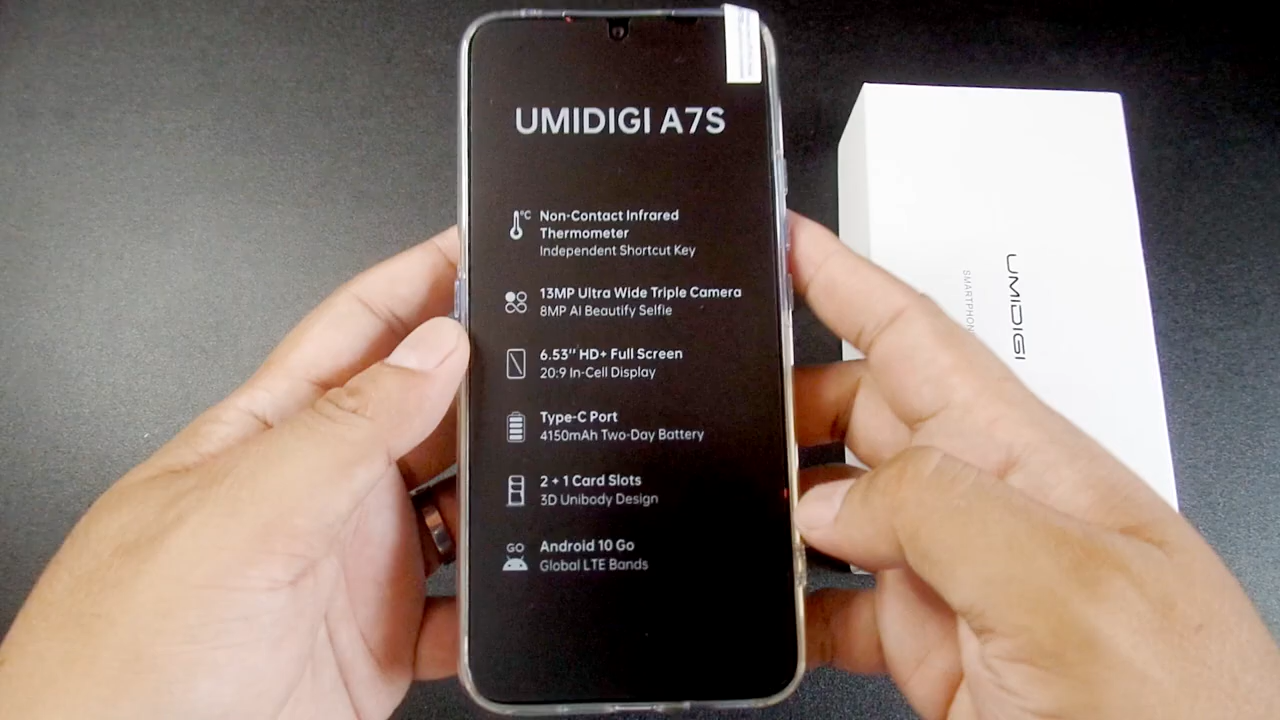 UMIDIGI A7S
°C
Non-Contact Infrared
Thermometer
Independent Shortcut Key
13MP Ultra Wide Triple Camera
8MP AI Beautify Selfie
6.53'' HD+ Full Screen
20:9 In-Cell Display
Type-C Port
4150mAh Two-Day Battery
2 + 1 Card Slots
3D Unibody Design
GO
Android 10 Go
Global LTE Bands
UMIDIGI